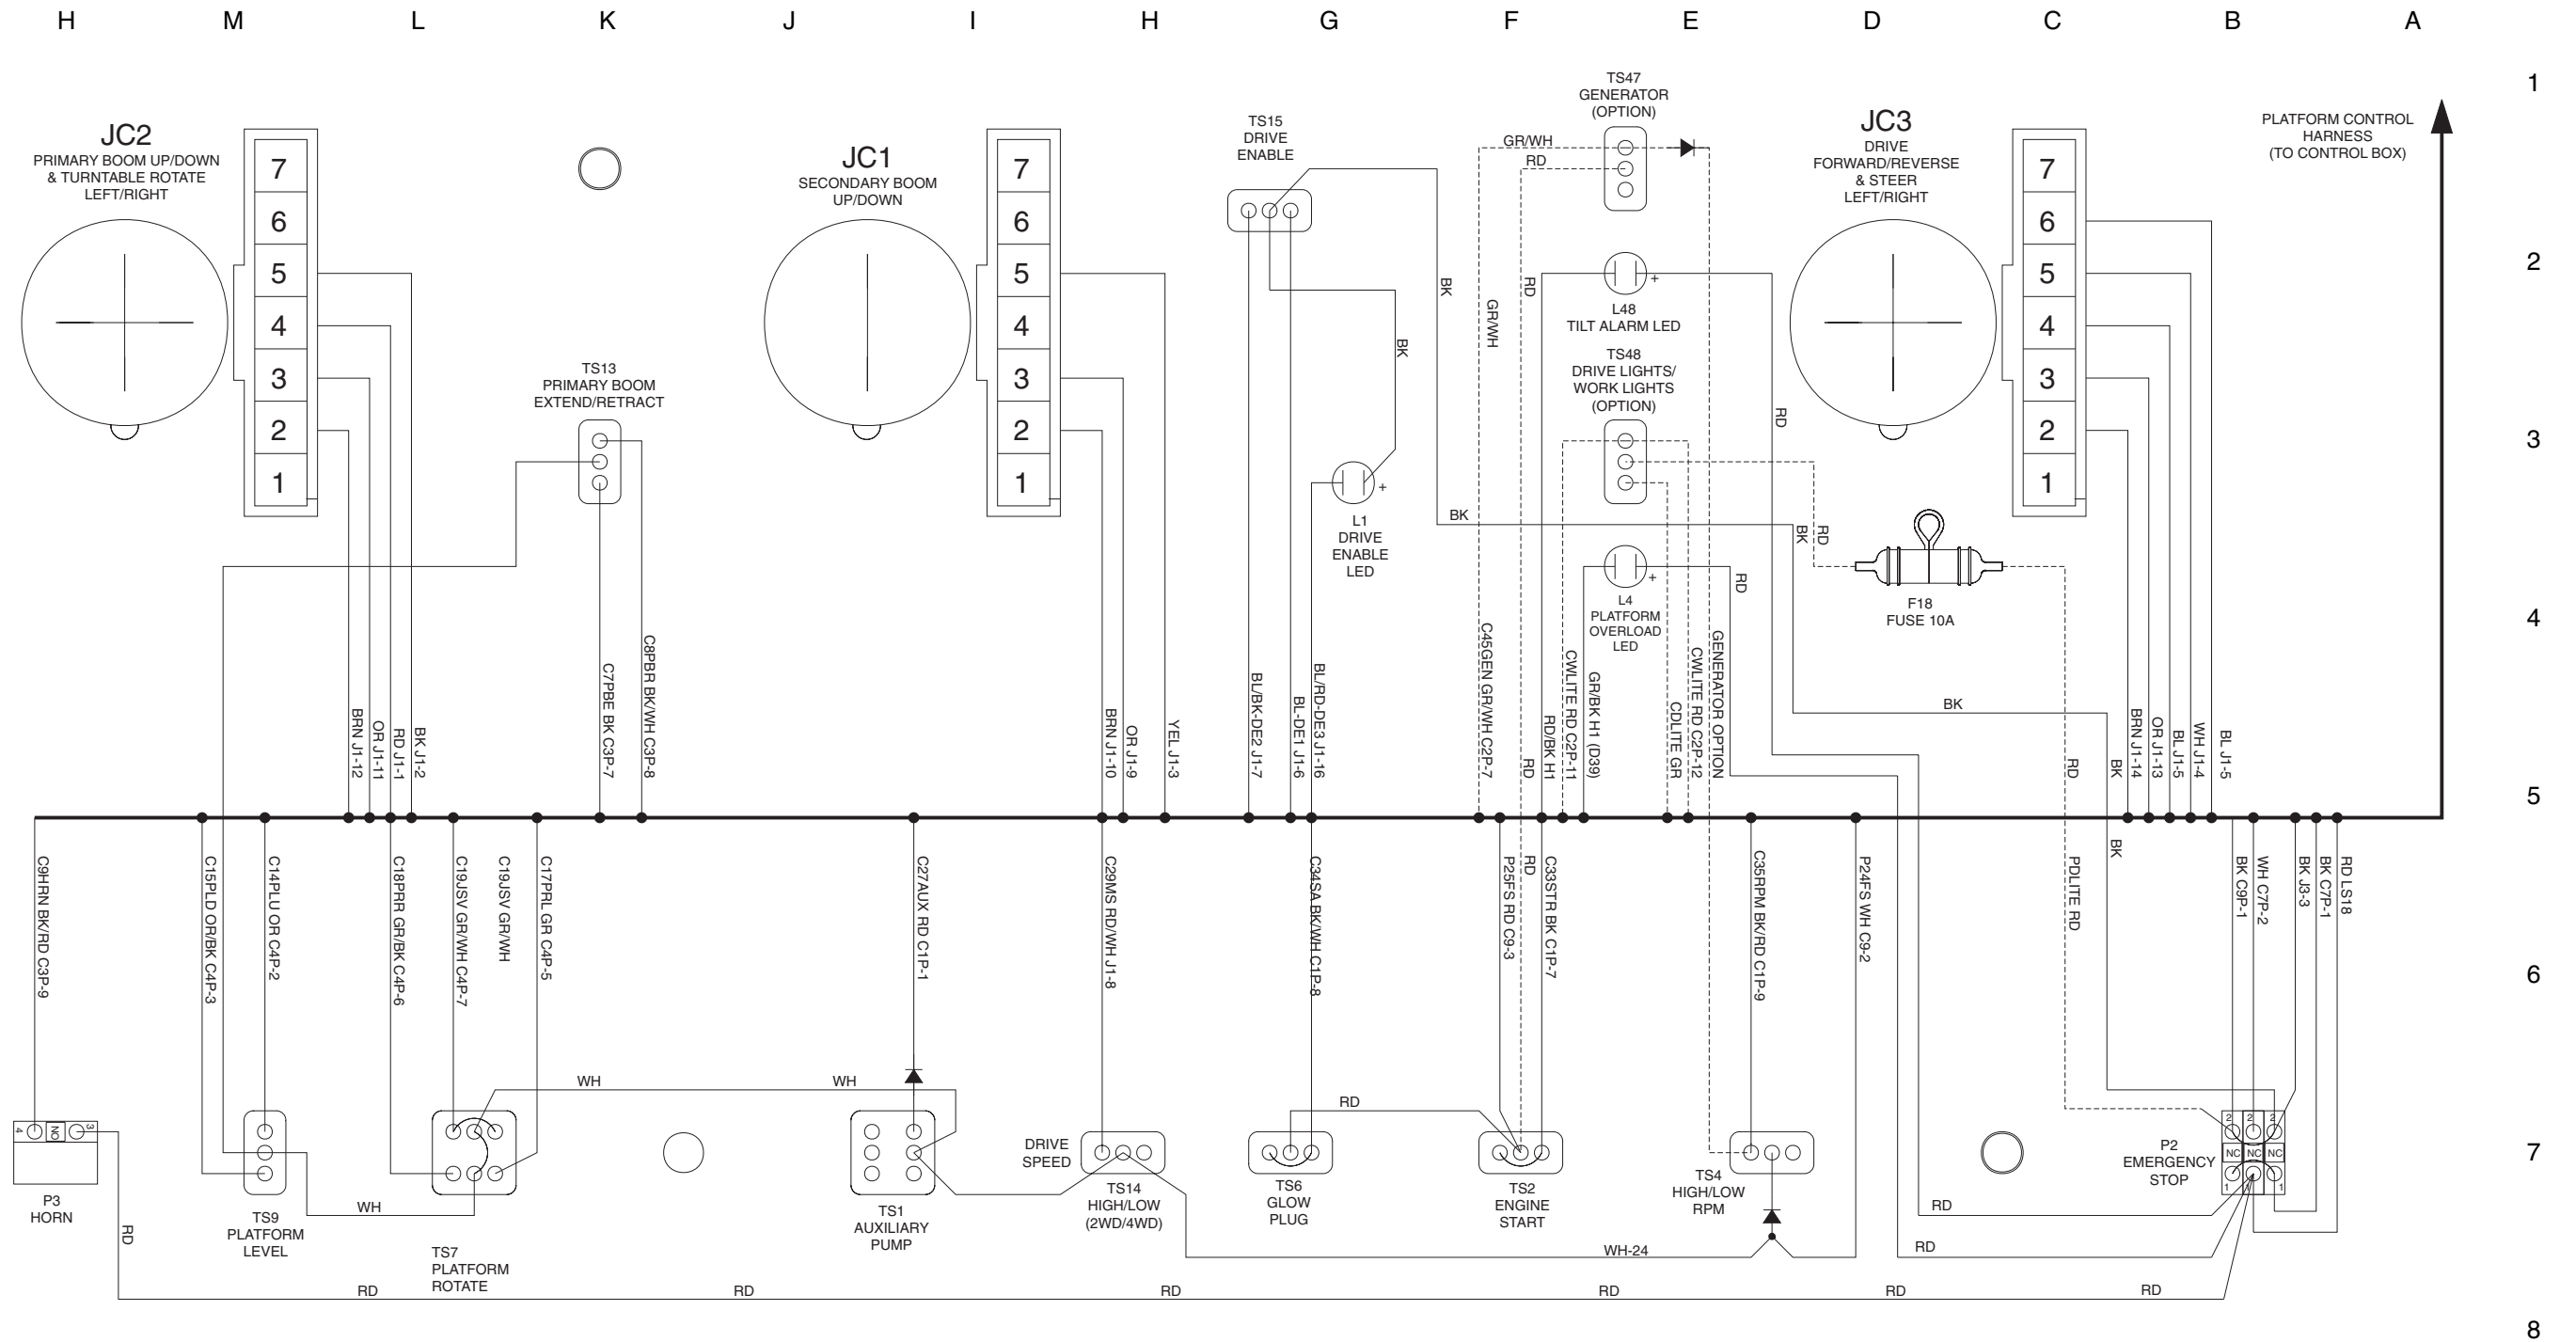 H M L K J I H G F E D C B A
1
2
3
4
5
6
7
8
JC2
PRIMARY BOOM UP/DOWN
& TURNTABLE ROTATE
LEFT/RIGHT
7
6
5
4
3
2
1
TS13
PRIMARY BOOM
EXTEND/RETRACT
JC1
SECONDARY BOOM
UP/DOWN
7
6
5
4
3
2
1
TS15
DRIVE
ENABLE
BK
BK
BK
L1
DRIVE
ENABLE
LED
TS47
GENERATOR
(OPTION)
GR/WH
RD
GR/WH
RD
L48
TILT ALARM LED
+
TS48
DRIVE LIGHTS/
WORK LIGHTS
(OPTION)
RD
+
L4
PLATFORM
OVERLOAD
LED
+
RD
BK
RD
JC3
DRIVE
FORWARD/REVERSE
& STEER
LEFT/RIGHT
7
6
5
4
3
2
1
F18
FUSE 10A
PLATFORM CONTROL
HARNESS
(TO CONTROL BOX)
BRN J1-12
OR J1-11
RD J1-1
BK J1-2
C7PBE BK C3P-7
C8PBR BK/WH C3P-8
BRN J1-10
OR J1-9
YEL J1-3
BL/BK-DE2 J1-7
BL-DE1 J1-6
BL/RD-DE3 J1-16
C45GEN GR/WH C2P-7
RD
RD/BK H1
CWLITE RD C2P-11
GR/BK H1 (D39)
CDLITE GR
CWLITE RD C2P-12
GENERATOR OPTION
BK
RD
BK
BRN J1-14
OR J1-13
BL J1-5
WH J1-4
BL J1-5
C9HRN BK/RD C3P-9
C15PLD OR/BK C4P-3
C14PLU OR C4P-2
C18PRR GR/BK C4P-6
C19JSV GR/WH C4P-7
C19JSV GR/WH
C17PRL GR C4P-5
C27AUX RD C1P-1
C29MS RD/WH J1-8
C34SA BK/WH C1P-8
P25FS RD C9-3
RD
C33STR BK C1P-7
C35RPM BK/RD C1P-9
P24FS WH C9-2
PDLITE RD
BK
BK C9P-1
WH C7P-2
BK J3-3
BK C7P-1
RD LS18
4 NO 3
P3
HORN
RD
TS9
PLATFORM
LEVEL
WH
TS7
PLATFORM
ROTATE
WH
WH
TS1
AUXILIARY
PUMP
DRIVE
SPEED
TS14
HIGH/LOW
(2WD/4WD)
RD
TS6
GLOW
PLUG
TS2
ENGINE
START
TS4
HIGH/LOW
RPM
WH-24
P2
EMERGENCY
STOP
2 2 2
NC NC NC
1 1 1
RD
RD
RD RD RD RD RD RD